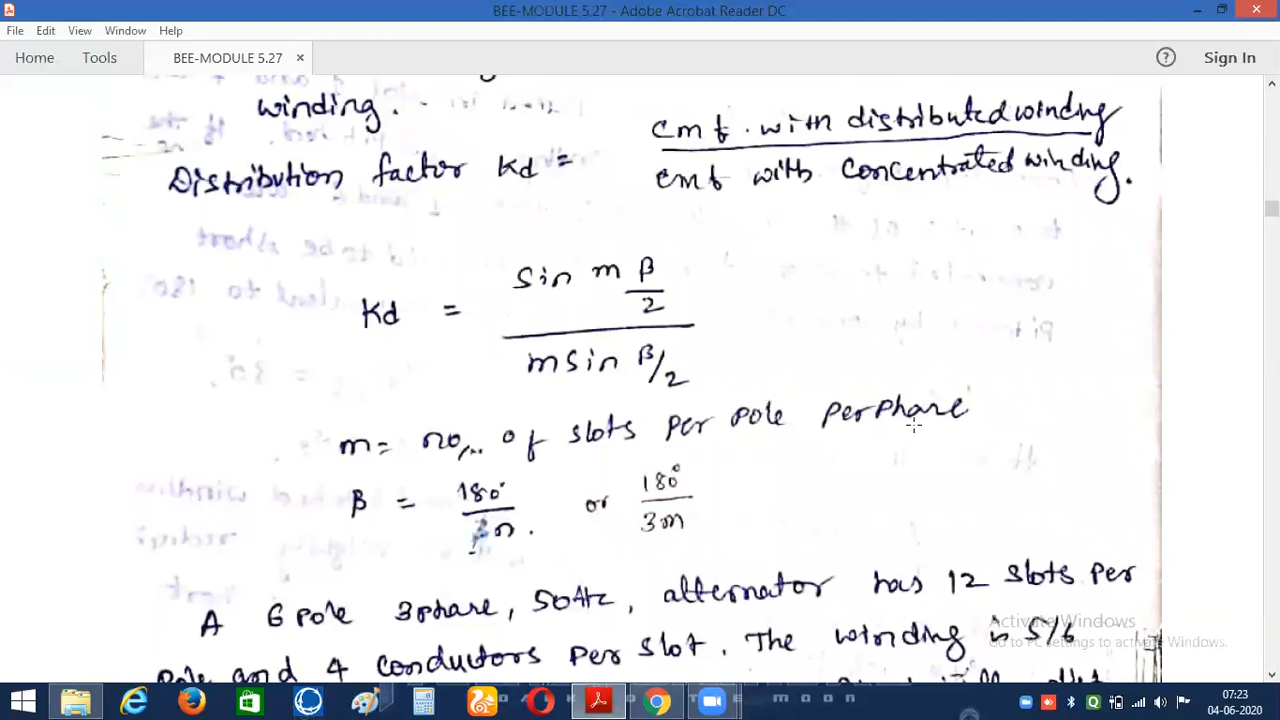 BEE-MODULE 5.27 - Adobe Acrobat Reader DC
File Edit View Window Help
Home Tools BEE-MODULE 5.27 × ? Sign In
winding.
emf. with distributed winding
Distribution factor Kd =
emf with Concentrated winding.
Sin m β/2
Kd =
m Sin β/2
m = no,.. of slots per pole perphase
β = 180°/n. or 180°/3m
A 6 pole 3phase, 50Hz, alternator has 12 slots per
Activate Windows
pole and 4 conductors per slot. The winding is 5/6
Go to PC settings to activate Windows.
07:23
04-06-2020